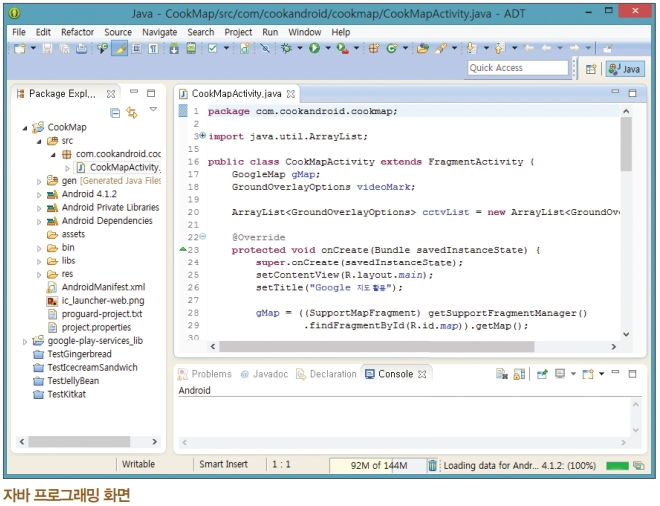 Java - CookMap/src/com/cookandroid/cookmap/CookMapActivity.java - ADT
File Edit Refactor Source Navigate Search Project Run Window Help
Quick Access
Java
Package Expl...
CookMap
src
com.cookandroid.coc
CookMapActivity.
gen [Generated Java Files
Android 4.1.2
Android Private Libraries
Android Dependencies
assets
bin
libs
res
AndroidManifest.xml
ic_launcher-web.png
proguard-project.txt
project.properties
google-play-services_lib
TestGingerbread
TestIcecreamSandwich
TestJellyBean
TestKitkat
CookMapActivity.java
1 package com.cookandroid.cookmap;
2
3 import java.util.ArrayList;
15
16 public class CookMapActivity extends FragmentActivity {
17 GoogleMap gMap;
18 GroundOverlayOptions videoMark;
19
20 ArrayList<GroundOverlayOptions> cctvList = new ArrayList<GroundOv
21
22 @Override
23 protected void onCreate(Bundle savedInstanceState) {
24 super.onCreate(savedInstanceState);
25 setContentView(R.layout.main);
26 setTitle("Google 지도 활용");
27
28 gMap = ((SupportMapFragment) getSupportFragmentManager()
29 .findFragmentById(R.id.map)).getMap();
30
Problems Javadoc Declaration Console
Android
Writable Smart Insert 1 : 1 92M of 144M Loading data for Andr... 4.1.2: (100%)
자바 프로그래밍 화면